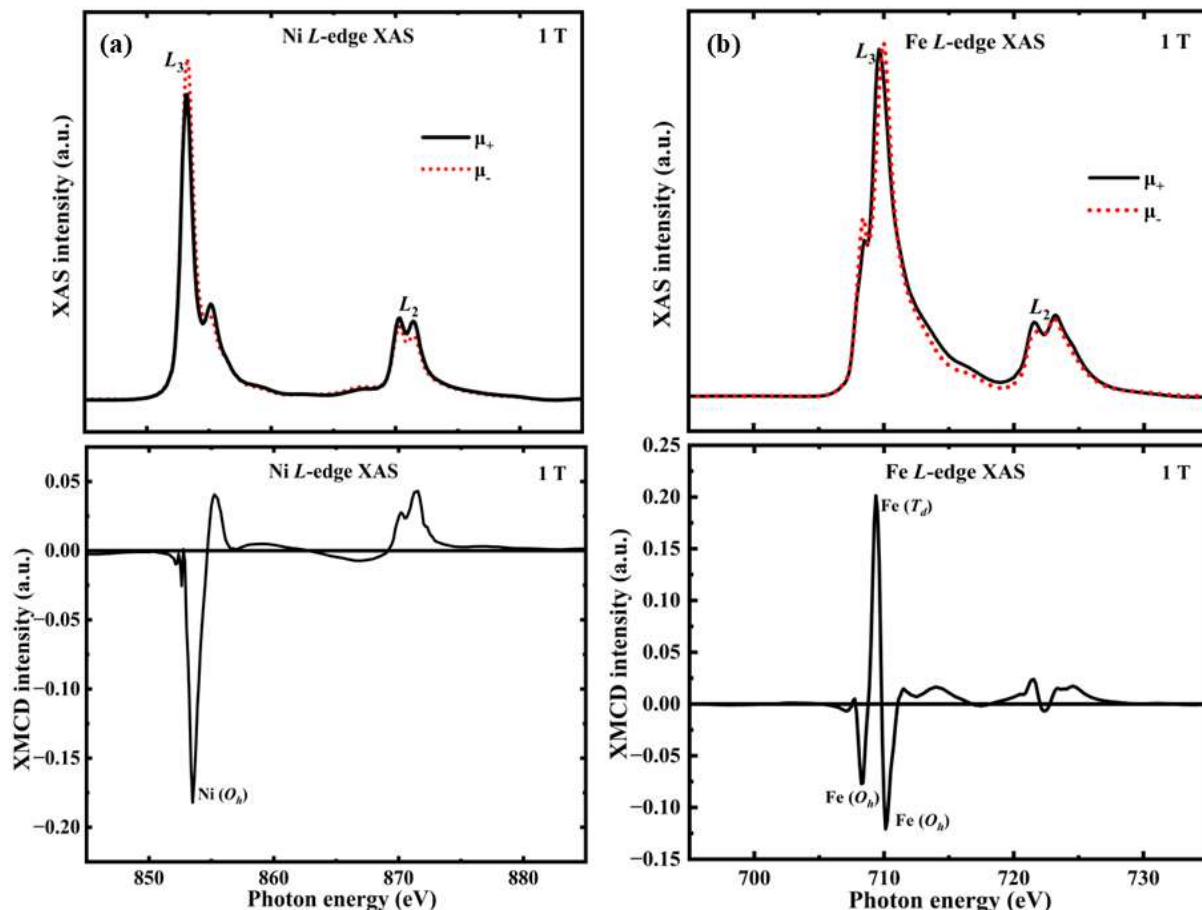 (a)
Ni L-edge XAS
1 T
L3
μ+
μ-
L2
XAS intensity (a.u.)
Ni L-edge XAS
1 T
0.05
0.00
−0.05
−0.10
−0.15
−0.20
Ni (Oh)
XMCD intensity (a.u.)
850
860
870
880
Photon energy (eV)
(b)
Fe L-edge XAS
1 T
L3
μ+
μ-
L2
XAS intensity (a.u.)
Fe L-edge XAS
1 T
0.25
0.20
0.15
0.10
0.05
0.00
−0.05
−0.10
−0.15
Fe (Td)
Fe (Oh)
Fe (Oh)
XMCD intensity (a.u.)
700
710
720
730
Photon energy (eV)